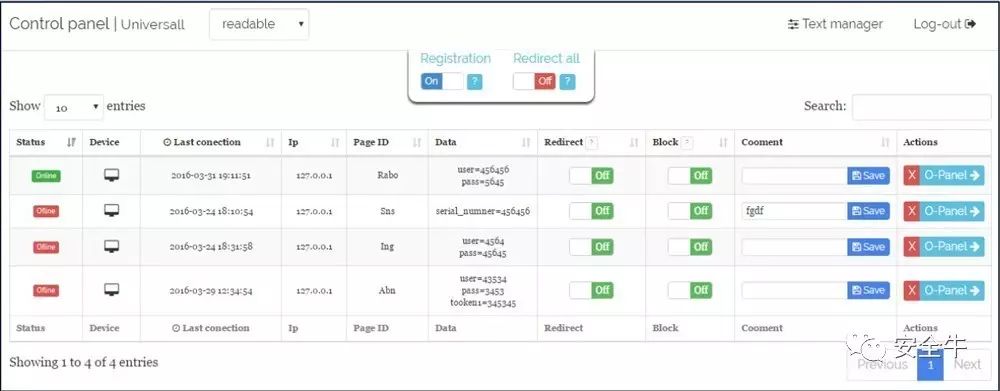 Control panel | Universall readable Text manager Log-out
Registration Redirect all
On ? Off ?
Show 10 entries Search:
Status Device Last conection Ip Page ID Data Redirect ? Block ? Cooment Actions
Online 2016-03-31 19:11:51 127.0.0.1 Rabo user=456456 Off Off Save X O-Panel
pass=5645
Ofline 2016-03-24 18:10:54 127.0.0.1 Sns serial_numner=456456 Off Off fgdf Save X O-Panel
Ofline 2016-03-24 18:31:58 127.0.0.1 Ing user=4564 Off Off Save X O-Panel
pass=45645
Ofline 2016-03-29 12:34:54 127.0.0.1 Abn user=43534 Off Off Save X O-Panel
pass=3453
tooken1=345345
Status Device Last conection Ip Page ID Data Redirect Block Cooment Actions
Showing 1 to 4 of 4 entries Previous 1 Next
安全牛